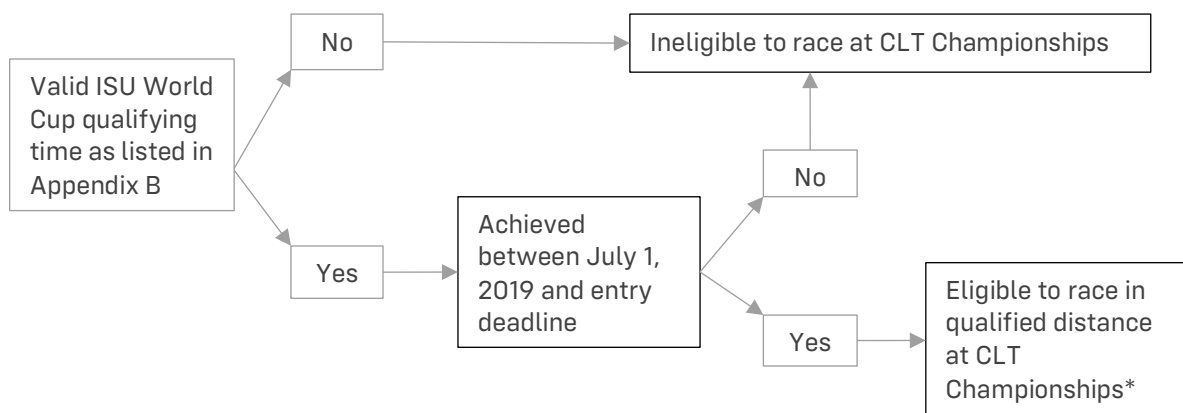 No
Ineligible to race at CLT Championships
Valid ISU World
Cup qualifying
time as listed in
Appendix B
No
Achieved
between July 1,
2019 and entry
deadline
Yes
Eligible to race in
qualified distance
at CLT
Championships*
Yes